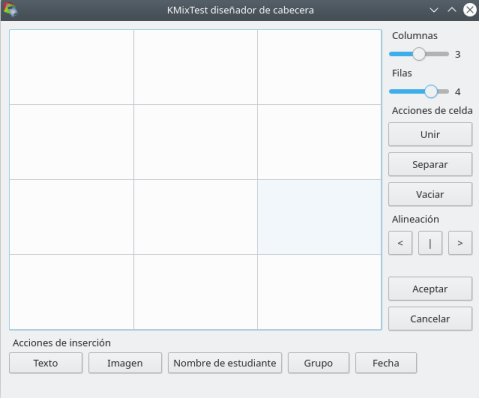 KMixTest diseñador de cabecera
Columnas
3
Filas
4
Acciones de celda
Unir
Separar
Vaciar
Alineación
< | >
Aceptar
Cancelar
Acciones de inserción
Texto Imagen Nombre de estudiante Grupo Fecha